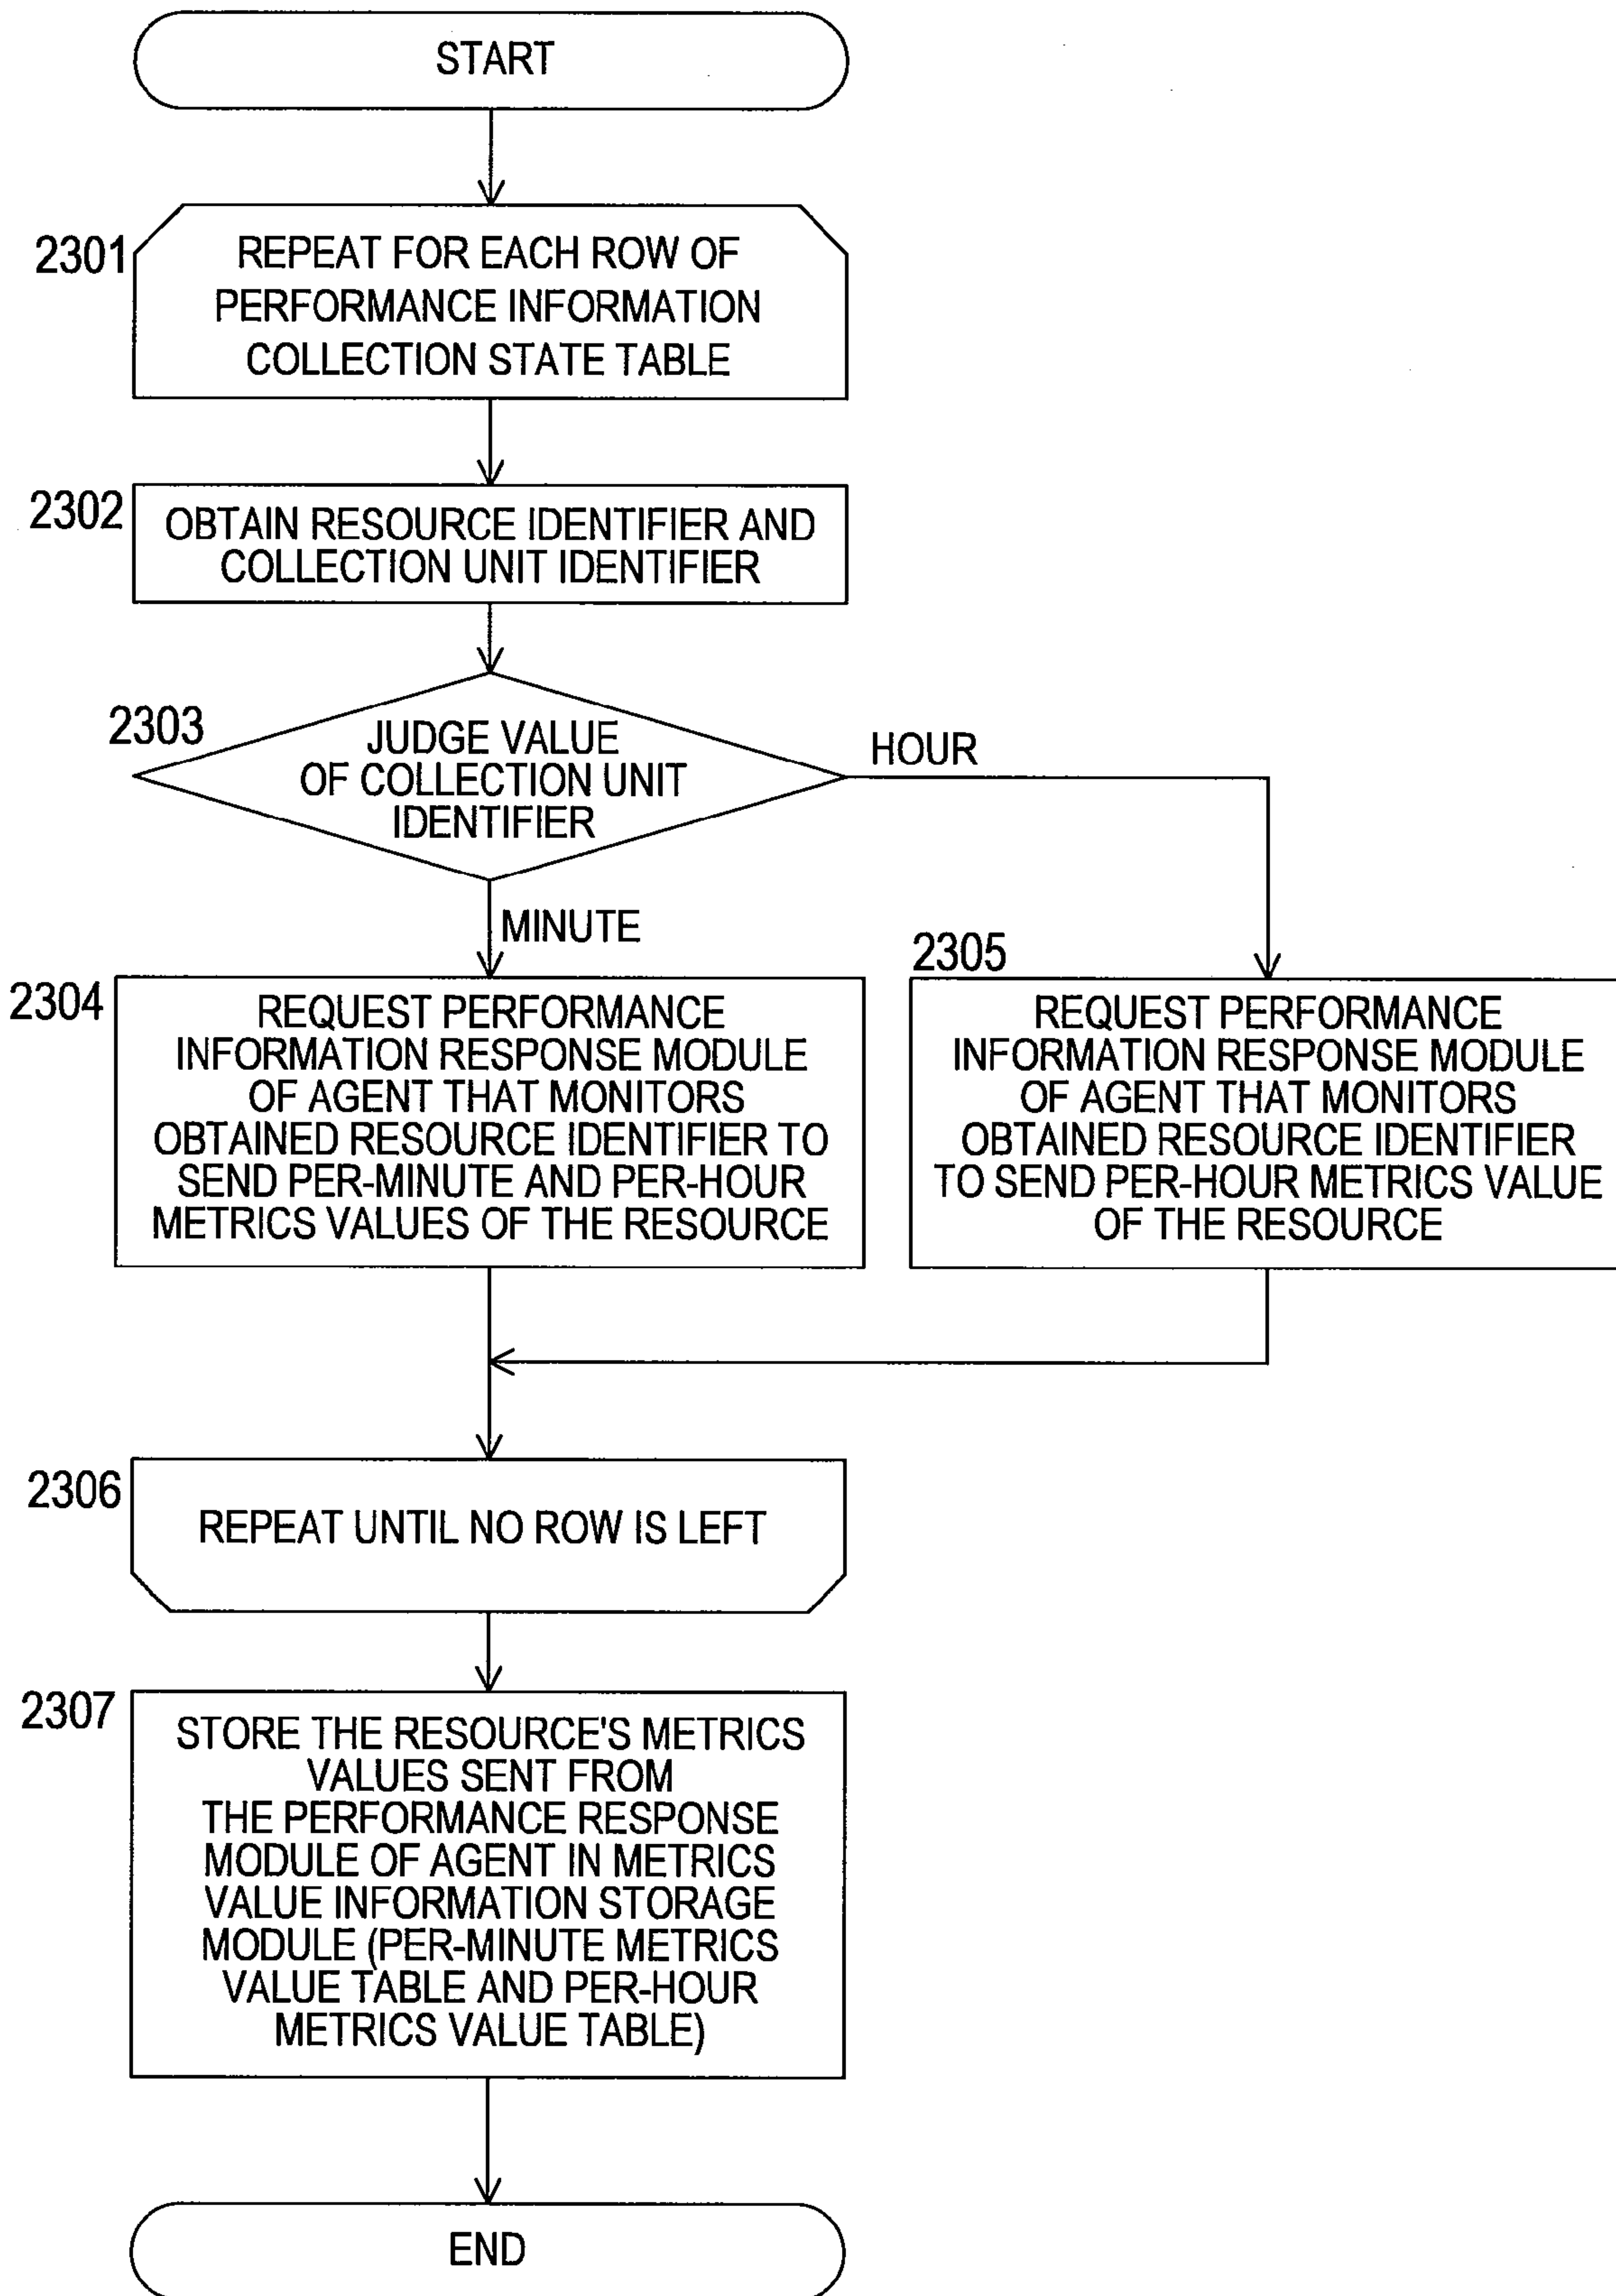 START
2301
REPEAT FOR EACH ROW OF
PERFORMANCE INFORMATION
COLLECTION STATE TABLE
2302
OBTAIN RESOURCE IDENTIFIER AND
COLLECTION UNIT IDENTIFIER
2303
JUDGE VALUE
OF COLLECTION UNIT
IDENTIFIER
HOUR
MINUTE
2304
REQUEST PERFORMANCE
INFORMATION RESPONSE MODULE
OF AGENT THAT MONITORS
OBTAINED RESOURCE IDENTIFIER TO
SEND PER-MINUTE AND PER-HOUR
METRICS VALUES OF THE RESOURCE
2305
REQUEST PERFORMANCE
INFORMATION RESPONSE MODULE
OF AGENT THAT MONITORS
OBTAINED RESOURCE IDENTIFIER
TO SEND PER-HOUR METRICS VALUE
OF THE RESOURCE
2306
REPEAT UNTIL NO ROW IS LEFT
2307
STORE THE RESOURCE'S METRICS
VALUES SENT FROM
THE PERFORMANCE RESPONSE
MODULE OF AGENT IN METRICS
VALUE INFORMATION STORAGE
MODULE (PER-MINUTE METRICS
VALUE TABLE AND PER-HOUR
METRICS VALUE TABLE)
END